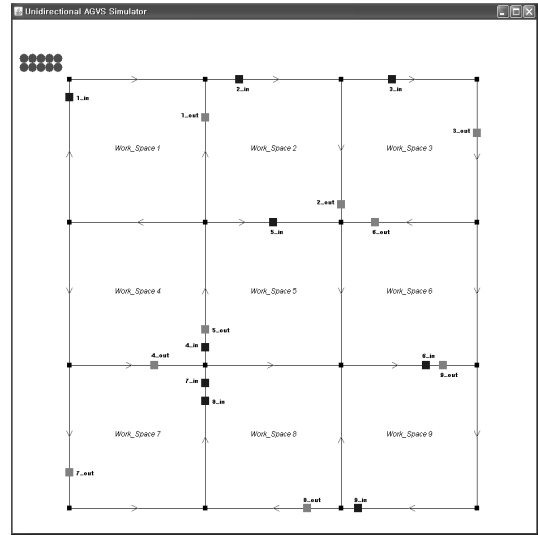 Unidirectional AGVS Simulator
2_in
3_in
1_in
1_out
3_out
Work_Space 1
Work_Space 2
Work_Space 3
2_out
5_in
6_out
Work_Space 4
Work_Space 5
Work_Space 6
5_out
4_in
4_out
6_in
9_out
7_in
8_in
Work_Space 7
Work_Space 8
Work_Space 9
7_out
8_out
9_in